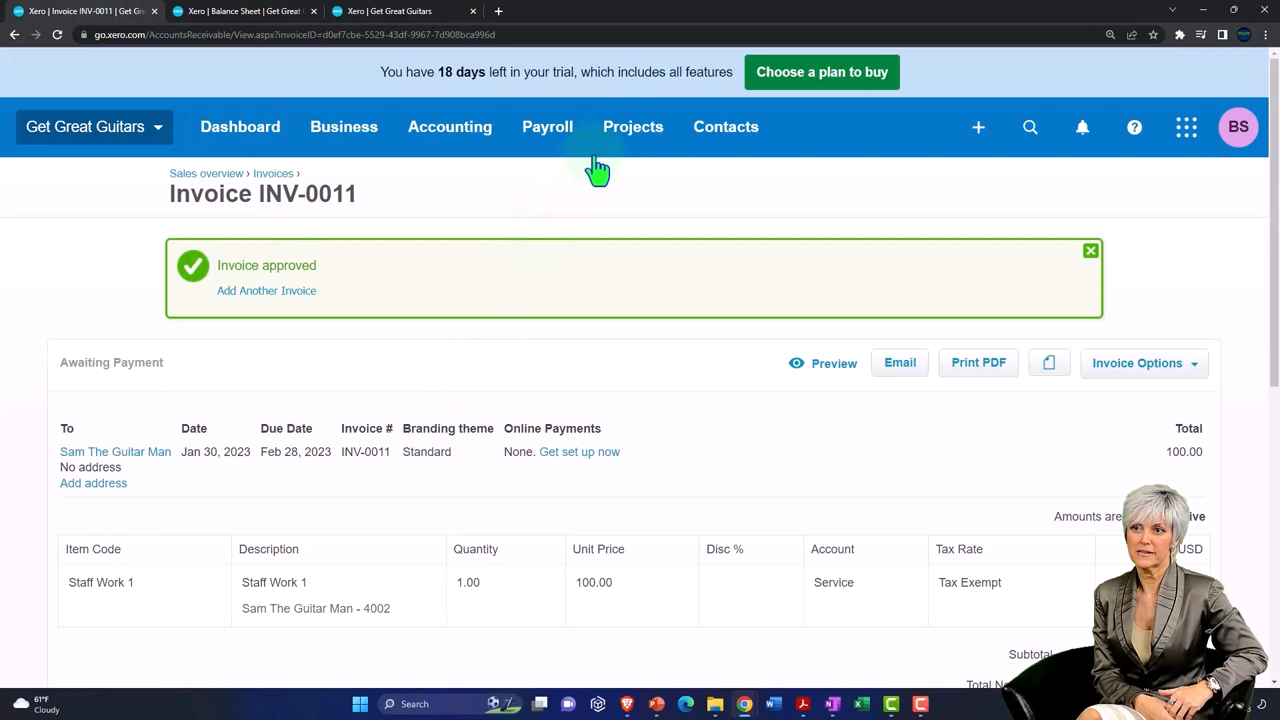 Xero | Invoice INV-0011 | Get Gr
Xero | Balance Sheet | Get Great
Xero | Get Great Guitars
go.xero.com/AccountsReceivable/View.aspx?invoiceID=d0ef7cbe-5529-43df-9967-7d908bca996d
You have 18 days left in your trial, which includes all features
Choose a plan to buy
Get Great Guitars
Dashboard Business Accounting Payroll Projects Contacts
BS
Sales overview › Invoices ›
Invoice INV-0011
Invoice approved
Add Another Invoice
Awaiting Payment
Preview Email Print PDF Invoice Options
To Date Due Date Invoice # Branding theme Online Payments Total
Sam The Guitar Man Jan 30, 2023 Feb 28, 2023 INV-0011 Standard None. Get set up now 100.00
No address
Add address
Amounts are ive
Item Code Description Quantity Unit Price Disc % Account Tax Rate USD
Staff Work 1 Staff Work 1 1.00 100.00 Service Tax Exempt
Sam The Guitar Man - 4002
Subtotal
Total No
61°F
Cloudy
Search